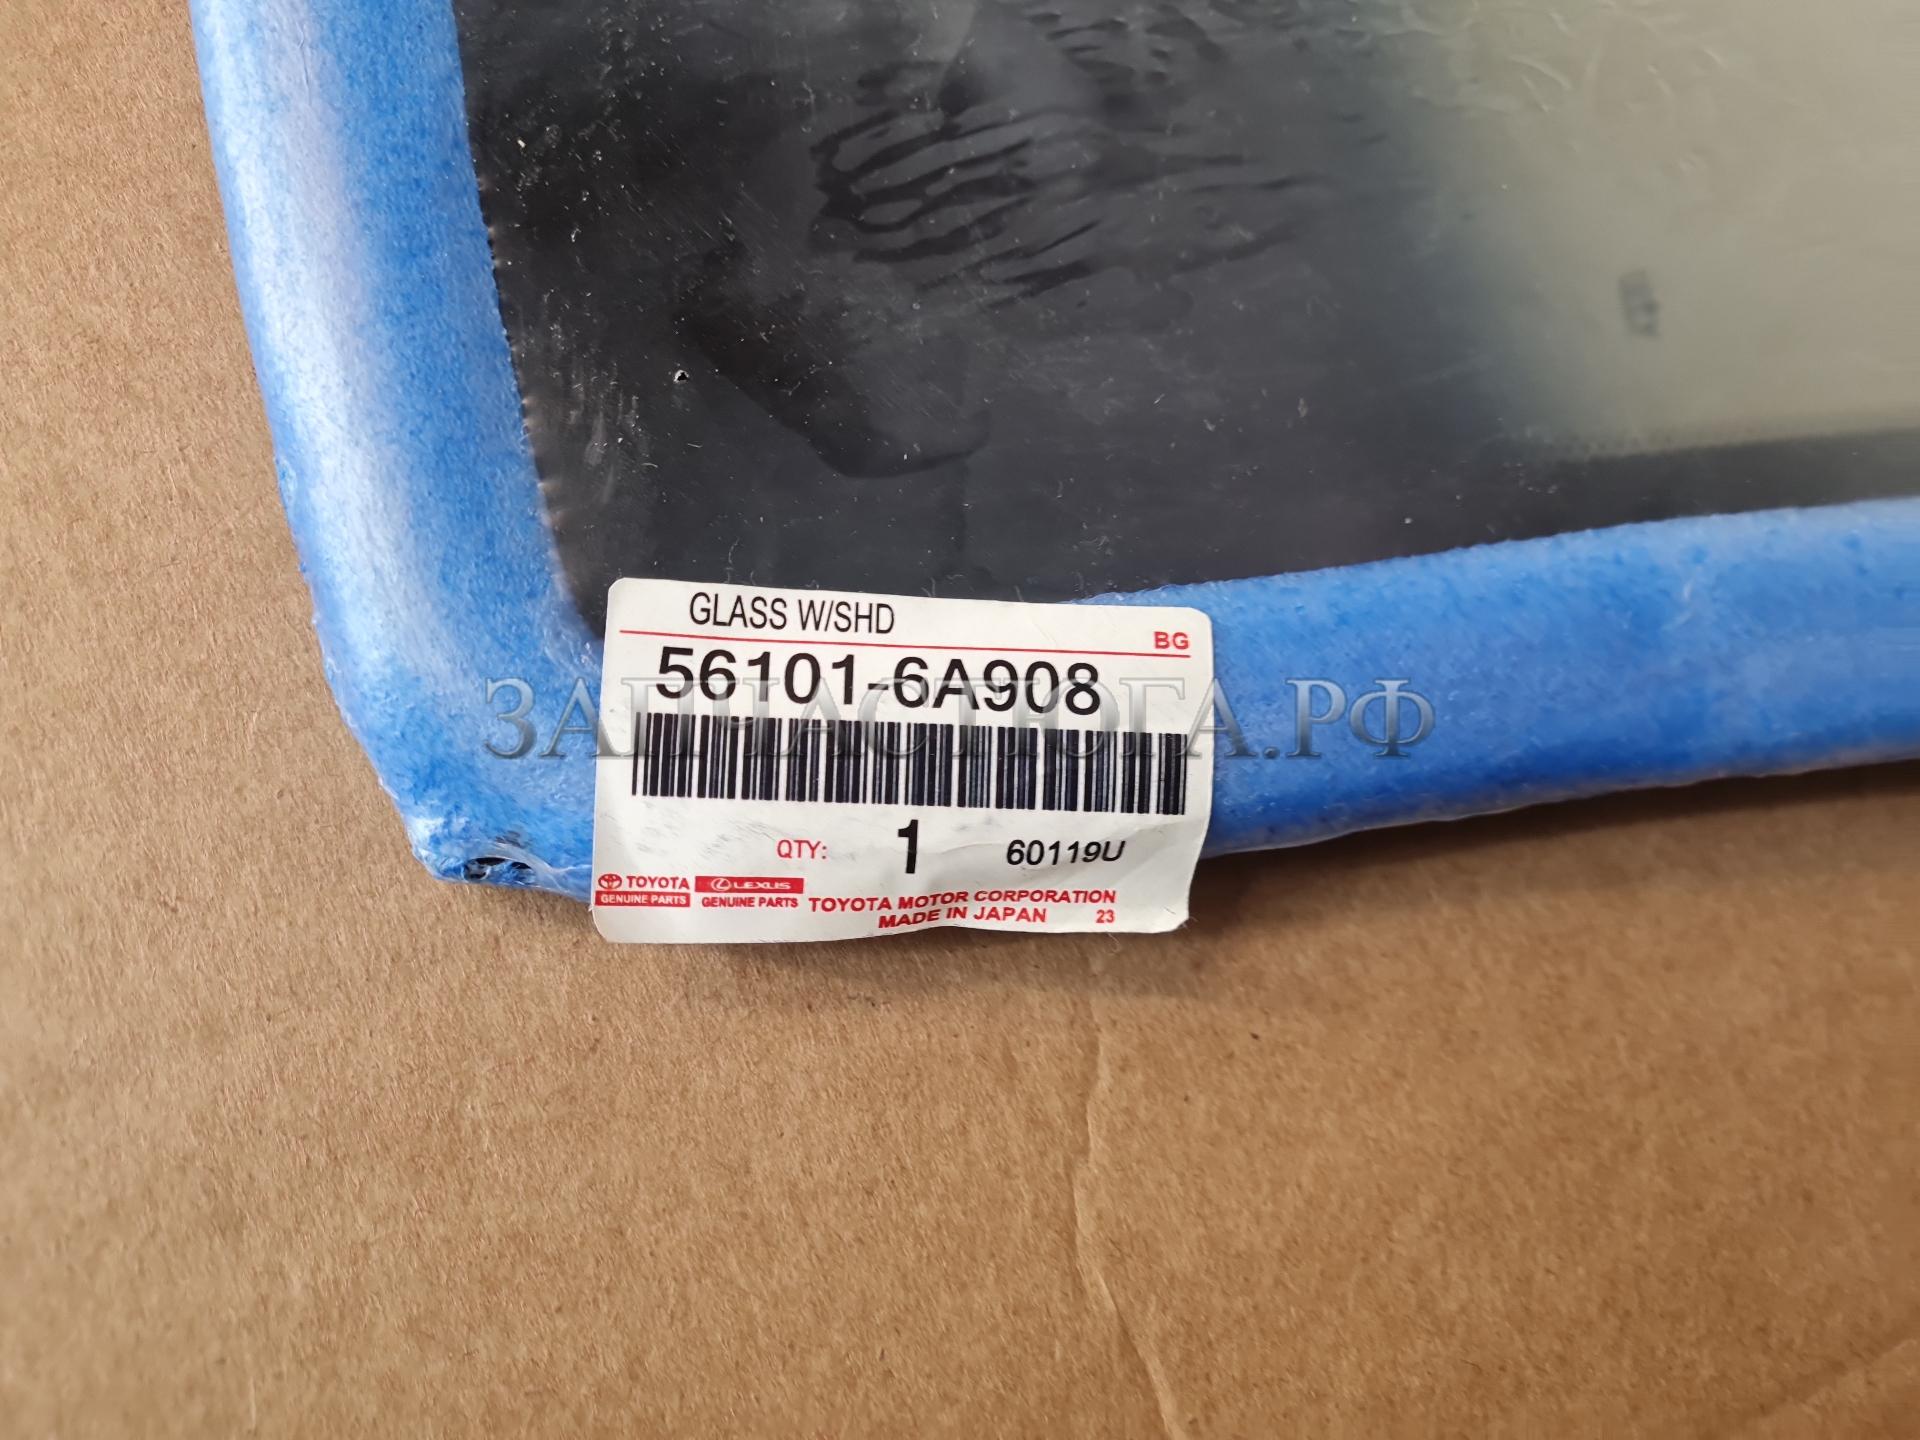 GLASS W/SHD
BG
56101-6A908
ЗАПЧАСТЮГА.РФ
QTY: 1 60119U
TOYOTA LEXUS
GENUINE PARTS GENUINE PARTS TOYOTA MOTOR CORPORATION
MADE IN JAPAN 23